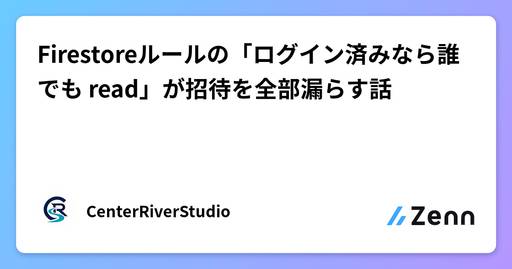 Firestoreルールの「ログイン済みなら誰
でも read」が招待を全部漏らす話
CenterRiverStudio
Zenn